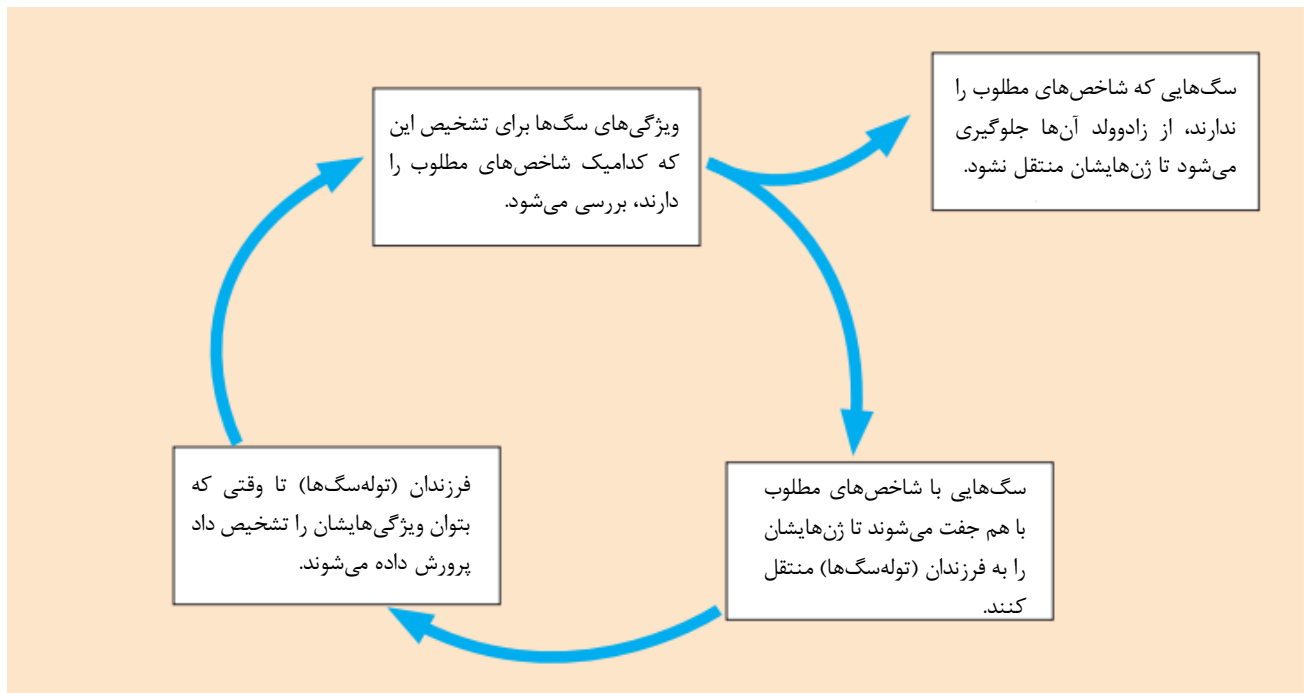 سگ‌هایی که شاخص‌های مطلوب را
ندارند، از زادوولد آن‌ها جلوگیری
می‌شود تا ژن‌هایشان منتقل نشود.
ویژگی‌های سگ‌ها برای تشخیص این
که کدامیک شاخص‌های مطلوب را
دارند، بررسی می‌شود.
سگ‌هایی با شاخص‌های مطلوب
با هم جفت می‌شوند تا ژن‌هایشان
را به فرزندان (توله‌سگ‌ها) منتقل
کنند.
فرزندان (توله‌سگ‌ها) تا وقتی که
بتوان ویژگی‌هایشان را تشخیص داد
پرورش داده می‌شوند.